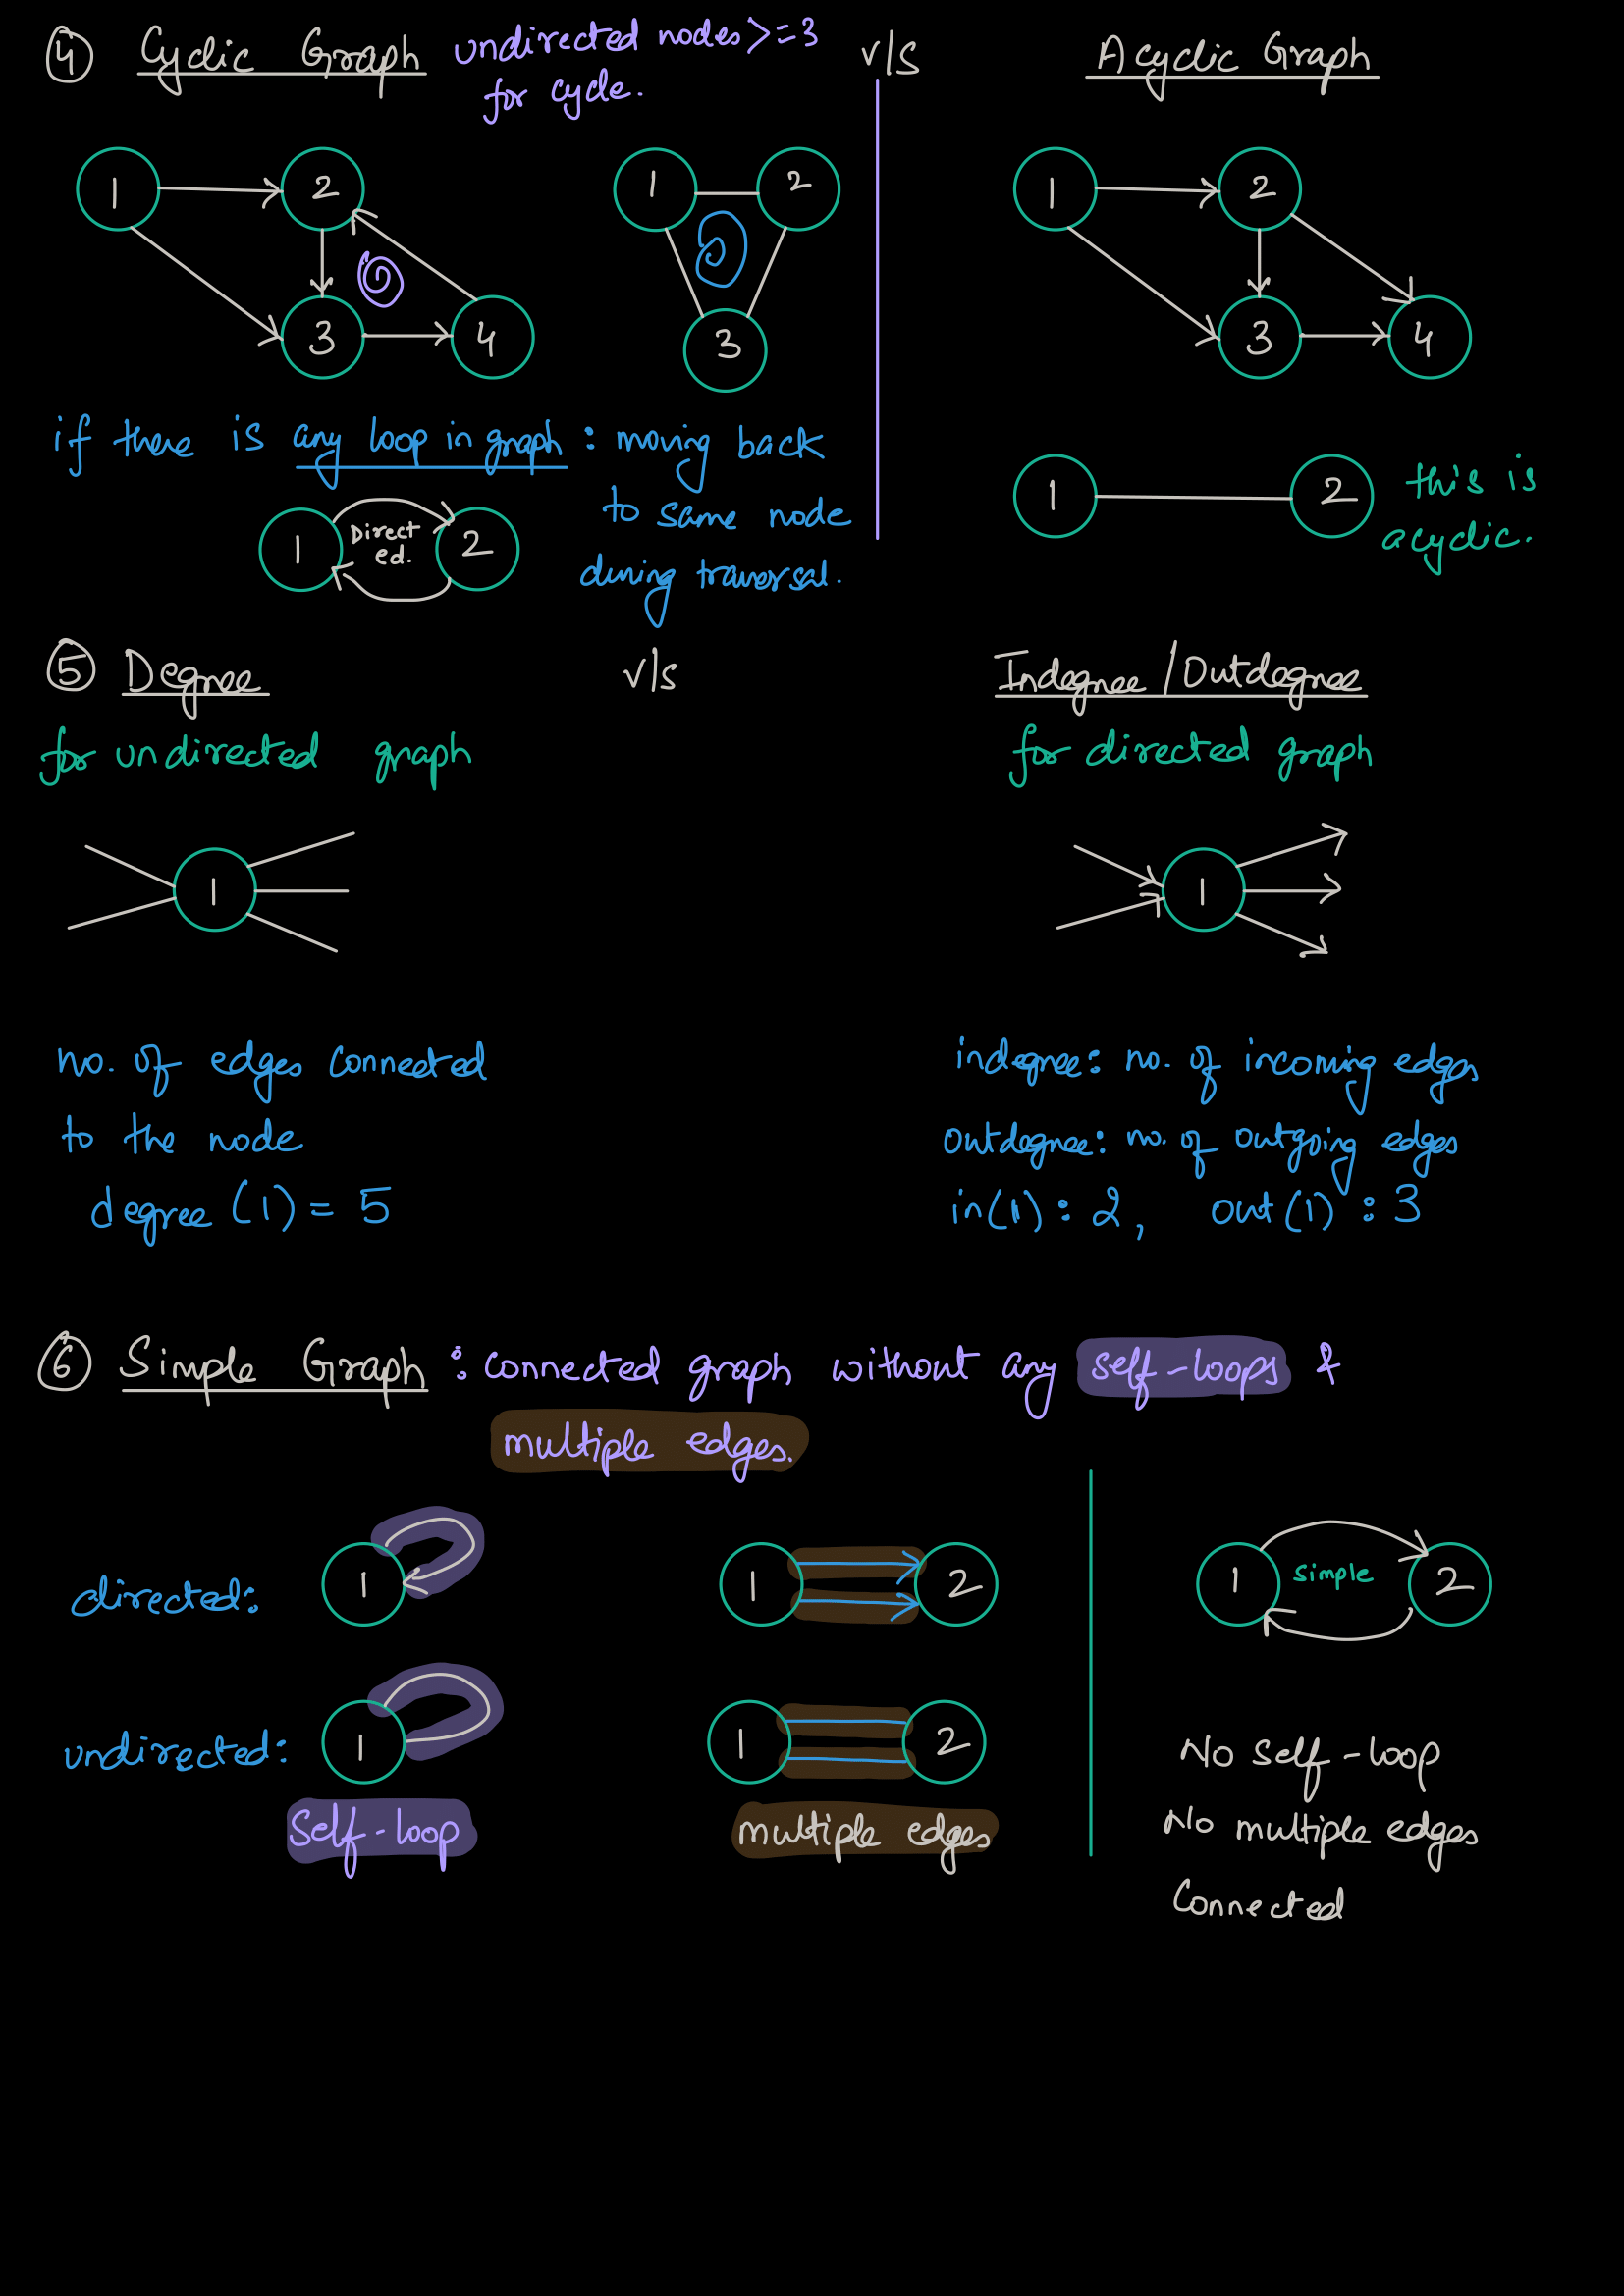 4 Cyclic Graph undirected nodes >= 3 v/s Acyclic Graph
for cycle.
1 2 1 2 1 2
3 4 3 3 4
if there is any loop in graph : moving back
to same node
during traversal.
1 Direct 2
ed.
1 2 this is
acyclic.
5 Degree v/s Indegree / Outdegree
for undirected graph for directed graph
1 1
no. of edges connected
to the node
degree (1) = 5
indegree: no. of incoming edges
outdegree: no. of outgoing edges
in(1) : 2, out(1) : 3
6 Simple Graph : connected graph without any self-loops &
multiple edges.
directed: 1 1 2 1 simple 2
undirected: 1 1 2
self-loop multiple edges
No self-loop
No multiple edges
Connected